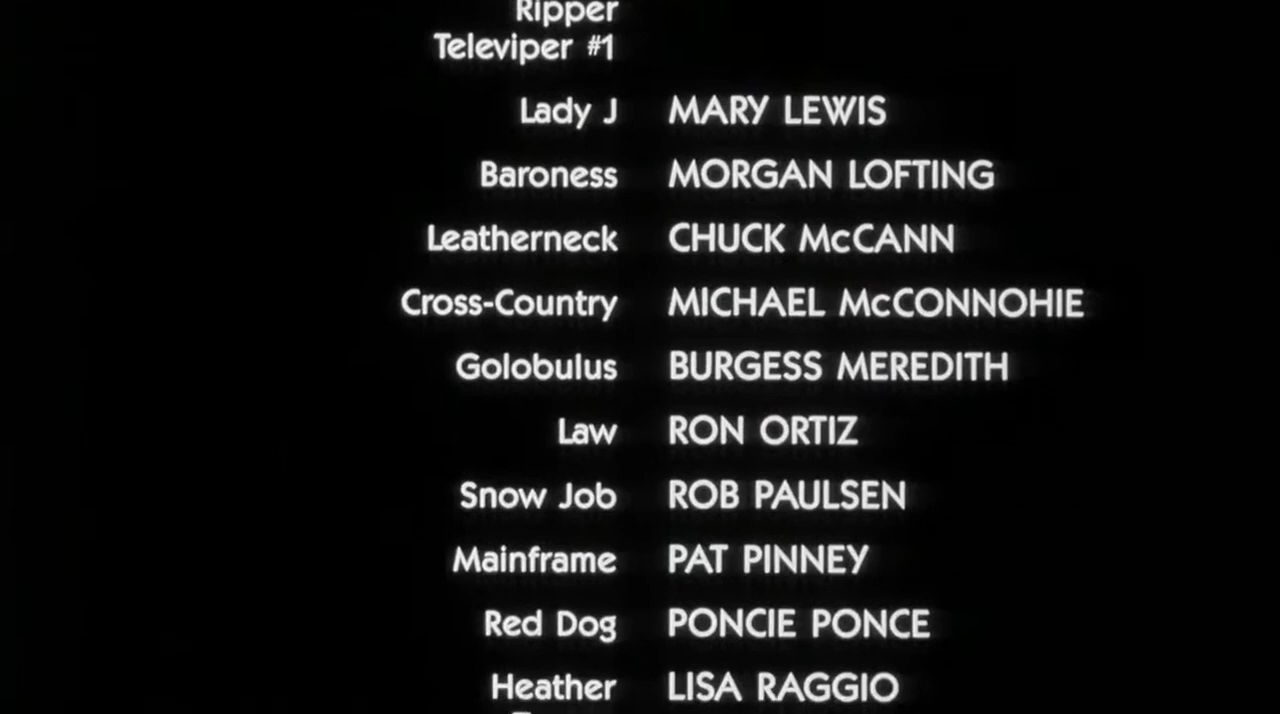 Ripper
Televiper #1
Lady J MARY LEWIS
Baroness MORGAN LOFTING
Leatherneck CHUCK McCANN
Cross-Country MICHAEL McCONNOHIE
Golobulus BURGESS MEREDITH
Law RON ORTIZ
Snow Job ROB PAULSEN
Mainframe PAT PINNEY
Red Dog PONCIE PONCE
Heather LISA RAGGIO